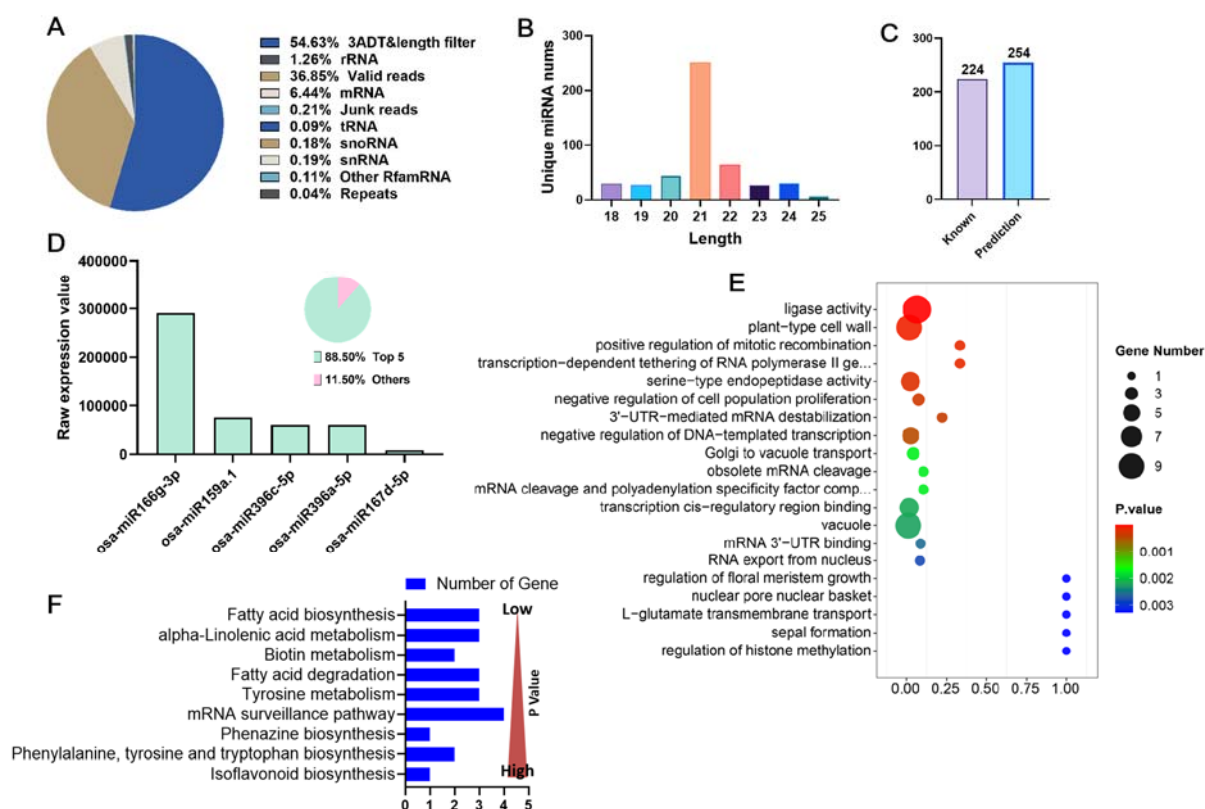 A
54.63% 3ADT&length filter
1.26% rRNA
36.85% Valid reads
6.44% mRNA
0.21% Junk reads
0.09% tRNA
0.18% snoRNA
0.19% snRNA
0.11% Other RfamRNA
0.04% Repeats
B
Unique miRNA nums
300
200
100
0
18 19 20 21 22 23 24 25
Length
C
300
200
100
0
224
254
Known
Prediction
D
Raw expression value
400000
300000
200000
100000
0
88.50% Top 5
11.50% Others
osa-miR166g-3p
osa-miR159a.1
osa-miR396c-5p
osa-miR396a-5p
osa-miR167d-5p
E
ligase activity
plant-type cell wall
positive regulation of mitotic recombination
transcription-dependent tethering of RNA polymerase II ge...
serine-type endopeptidase activity
negative regulation of cell population proliferation
3'-UTR-mediated mRNA destabilization
negative regulation of DNA-templated transcription
Golgi to vacuole transport
obsolete mRNA cleavage
mRNA cleavage and polyadenylation specificity factor comp...
transcription cis-regulatory region binding
vacuole
mRNA 3'-UTR binding
RNA export from nucleus
regulation of floral meristem growth
nuclear pore nuclear basket
L-glutamate transmembrane transport
sepal formation
regulation of histone methylation
0.00 0.25 0.50 0.75 1.00
Gene Number
1
3
5
7
9
P.value
0.001
0.002
0.003
F
Number of Gene
Fatty acid biosynthesis
alpha-Linolenic acid metabolism
Biotin metabolism
Fatty acid degradation
Tyrosine metabolism
mRNA surveillance pathway
Phenazine biosynthesis
Phenylalanine, tyrosine and tryptophan biosynthesis
Isoflavonoid biosynthesis
0 1 2 3 4 5
Low
P Value
High